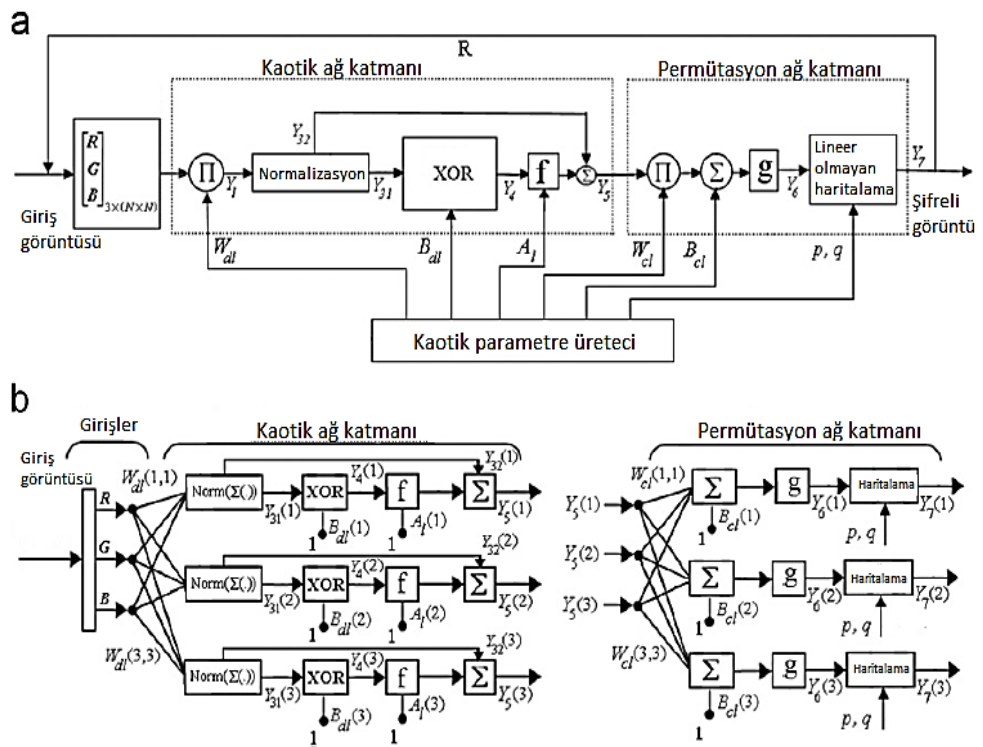 a
R
Kaotik ağ katmanı
Permütasyon ağ katmanı
R
G
B
3×(N×N)
Π
Y1
Normalizasyon
Y32
Y31
XOR
Y4
f
Σ
Y5
Π
Σ
g
Y6
Lineer
olmayan
haritalama
Y7
Giriş
görüntüsü
Şifreli
görüntü
Wdl
Bdl
Al
Wcl
Bcl
p, q
Kaotik parametre üreteci
b
Girişler
Kaotik ağ katmanı
Permütasyon ağ katmanı
Giriş
görüntüsü
R
G
B
Wdl(1,1)
Wdl(3,3)
Norm(Σ(.))
Y31(1)
XOR
1
Bdl(1)
Y4(1)
f
1
Al(1)
Y32(1)
Σ
Y5(1)
Norm(Σ(.))
Y31(2)
XOR
1
Bdl(2)
Y4(2)
f
1
Al(2)
Y32(2)
Σ
Y5(2)
Norm(Σ(.))
Y31(3)
XOR
1
Bdl(3)
Y4(3)
f
1
Al(3)
Y32(3)
Σ
Y5(3)
Y5(1)
Y5(2)
Y5(3)
Wcl(1,1)
Wcl(3,3)
Σ
1
Bcl(1)
g
Y6(1)
Haritalama
p, q
Y7(1)
Σ
1
Bcl(2)
g
Y6(2)
Haritalama
p, q
Y7(2)
Σ
1
Bcl(3)
g
Y6(3)
Haritalama
p, q
Y7(3)